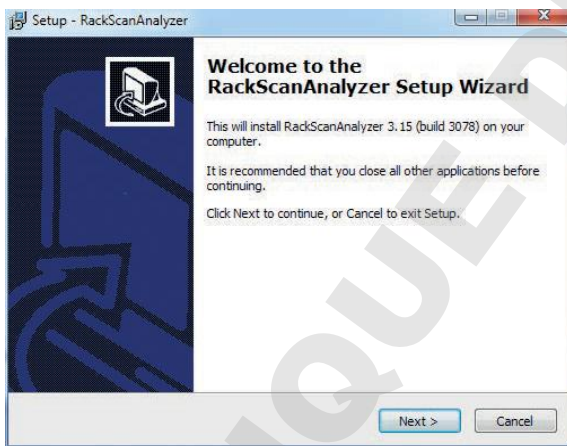 Setup - RackScanAnalyzer
Welcome to the
RackScanAnalyzer Setup Wizard
This will install RackScanAnalyzer 3.15 (build 3078) on your
computer.
It is recommended that you close all other applications before
continuing.
Click Next to continue, or Cancel to exit Setup.
Next >
Cancel